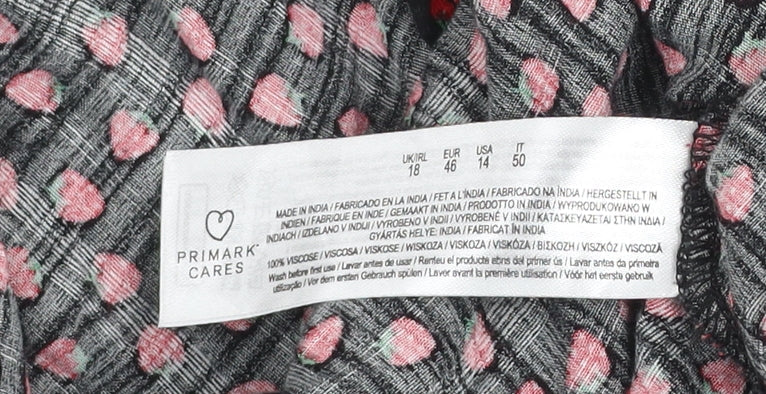 UK/IRL EUR USA IT
18 46 14 50
MADE IN INDIA / FABRICADO EN LA INDIA / FET A L'ÍNDIA / FABRICADO NA ÍNDIA / HERGESTELLT IN
INDIEN / FABRIQUE EN INDE / GEMAAKT IN INDIA / PRODOTTO IN INDIA / WYPRODUKOWANO W
INDIACH / IZDELANO V INDIJI / VYROBENO V INDII / VYROBENÉ V INDII / ΚΑΤΑΣΚΕΥΑΖΕΤΑΙ ΣΤΗΝ ΙΝΔΙΑ /
GYÁRTÁS HELYE: INDIA / FABRICAT ÎN INDIA
100% VISCOSE / VISCOSA / VISKOSE / WISKOZA / VISKOZA / VISKÓZA / ΒΙΣΚΟΖΗ / VISZKÓZ / VISCOZĂ
Wash before first use / Lavar antes de usar / Renteu el producte abns del primer ús / Lavar antes da primeira
utilização / Vor dem ersten Gebrauch spülen / Laver avant la première utilisation / Vóór het eerste gebruik
PRIMARK
CARES